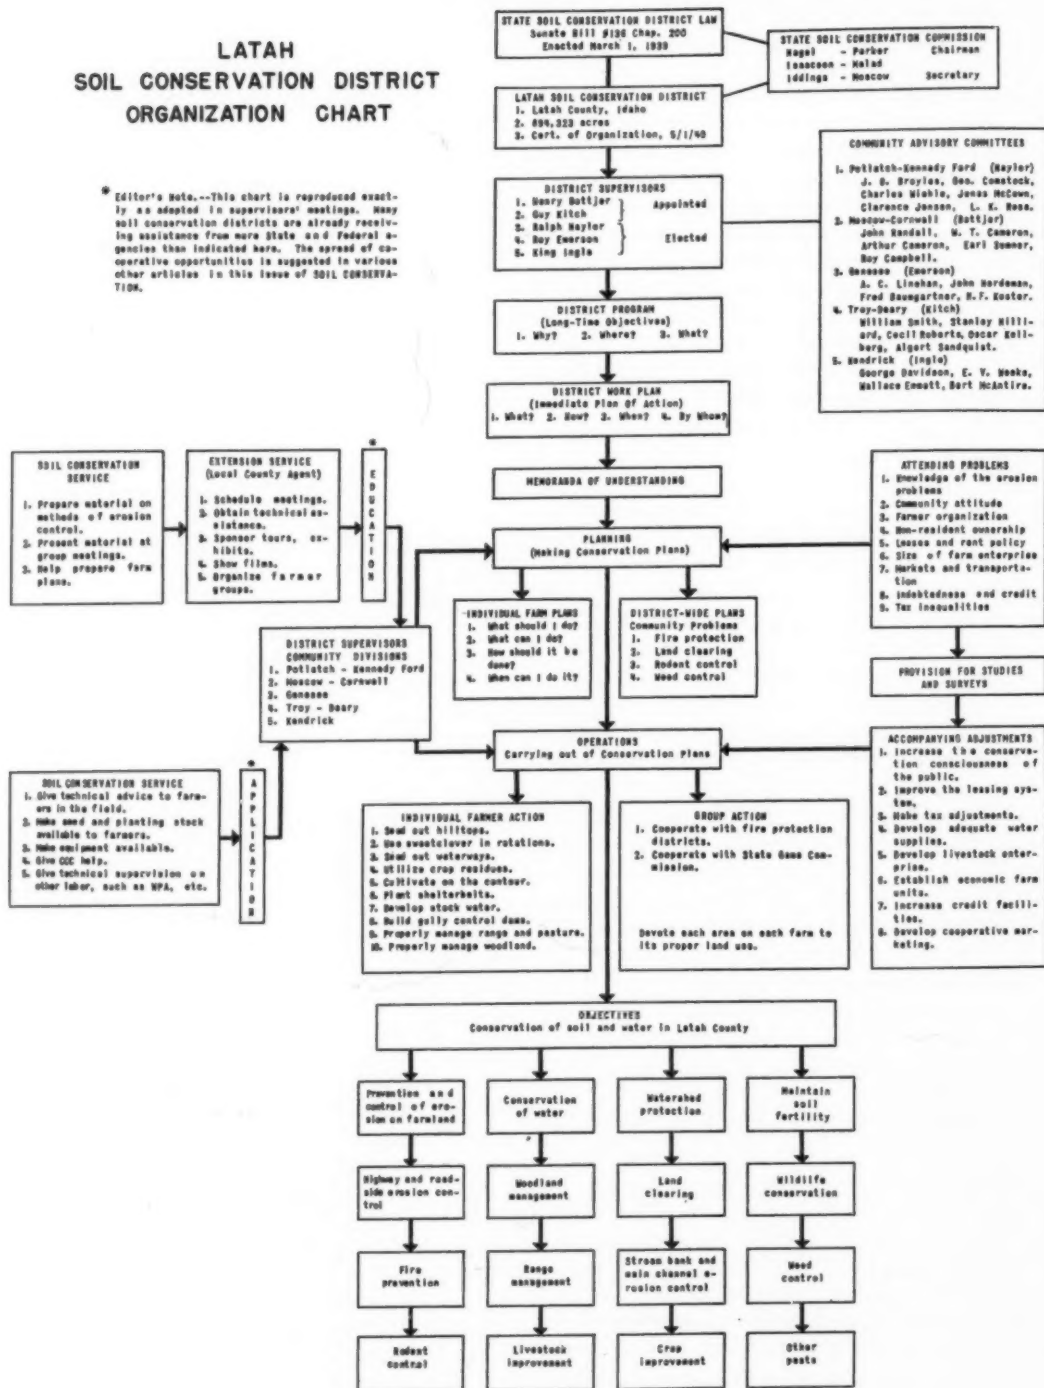 LATAH
SOIL CONSERVATION DISTRICT
ORGANIZATION CHART
* Editor's Note.--This chart is reproduced exact-
ly as adopted in supervisors' meetings. Many
soil conservation districts are already receiv-
ing assistance from more State and Federal a-
gencies than indicated here. The spread of co-
operative opportunities is suggested in various
other articles in this issue of SOIL CONSERVA-
TION.
STATE SOIL CONSERVATION DISTRICT LAW
Senate Bill #136 Chap. 200
Enacted March 1, 1939
STATE SOIL CONSERVATION COMMISSION
Nagel - Parker Chairman
Isaacson - Malad
Iddings - Moscow Secretary
LATAH SOIL CONSERVATION DISTRICT
1. Latah County, Idaho
2. 694,323 acres
3. Cert. of Organization, 5/1/40
DISTRICT SUPERVISORS
1. Henry Bottjer
2. Guy Kitch
Appointed
3. Ralph Naylor
4. Roy Emerson
5. King Ingle
Elected
COMMUNITY ADVISORY COMMITTEES
1. Potlatch-Kennedy Ford (Naylor)
J. G. Broyles, Geo. Comstock,
Charles Wiehle, Jonas McCown,
Clarence Jensen, L. K. Ross.
2. Moscow-Cornwall (Bottjer)
John Randall, W. T. Cameron,
Arthur Cameron, Earl Somner,
Roy Campbell.
3. Genesee (Emerson)
A. C. Linehan, John Hordeman,
Fred Baumgartner, H.F. Koster.
4. Troy-Deary (Kitch)
William Smith, Stanley Hilli-
ard, Cecil Roberts, Oscar Kell-
berg, Algert Sandquist.
5. Kendrick (Ingle)
George Davidson, E. V. Weeks,
Wallace Emmett, Bert McAntire.
DISTRICT PROGRAM
(Long-Time Objectives)
1. Why? 2. Where? 3. What?
DISTRICT WORK PLAN
(Immediate Plan Of Action)
1. What? 2. How? 3. When? 4. By Whom?
MEMORANDA OF UNDERSTANDING
SOIL CONSERVATION
SERVICE
1. Prepare material on
methods of erosion
control.
2. Present material at
group meetings.
3. Help prepare farm
plans.
EXTENSION SERVICE
(Local County Agent)
1. Schedule meetings.
2. Obtain technical as-
sistance.
3. Sponsor tours, ex-
hibits.
4. Show films.
5. Organize farmer
groups.
*
EDUCATION
PLANNING
(Making Conservation Plans)
ATTENDING PROBLEMS
1. Knowledge of the erosion
problems
2. Community attitude
3. Farmer organization
4. Non-resident ownership
5. Leases and rent policy
6. Size of farm enterprise
7. Markets and transporta-
tion
8. Indebtedness and credit
9. Tax inequalities
INDIVIDUAL FARM PLANS
1. What should I do?
2. What can I do?
3. How should it be
done?
4. When can I do it?
DISTRICT-WIDE PLANS
Community Problems
1. Fire protection
2. Land clearing
3. Rodent control
4. Weed control
DISTRICT SUPERVISORS
COMMUNITY DIVISIONS
1. Potlatch - Kennedy Ford
2. Moscow - Cornwall
3. Genesee
4. Troy - Deary
5. Kendrick
PROVISION FOR STUDIES
AND SURVEYS
OPERATIONS
Carrying out of Conservation Plans
SOIL CONSERVATION SERVICE
1. Give technical advice to farm-
ers in the field.
2. Make seed and planting stock
available to farmers.
3. Make equipment available.
4. Give CCC help.
5. Give technical supervision on
other labor, such as WPA, etc.
*
APPLICATION
INDIVIDUAL FARMER ACTION
1. Seed out hilltops.
2. Use sweetclover in rotations.
3. Seed out waterways.
4. Utilize crop residues.
5. Cultivate on the contour.
6. Plant shelterbelts.
7. Develop stock water.
8. Build gully control dams.
9. Properly manage range and pasture.
10. Properly manage woodland.
GROUP ACTION
1. Cooperate with fire protection
districts.
2. Cooperate with State Game Com-
mission.
Devote each area on each farm to
its proper land use.
ACCOMPANYING ADJUSTMENTS
1. Increase the conserva-
tion consciousness of
the public.
2. Improve the leasing sys-
tem.
3. Make tax adjustments.
4. Develop adequate water
supplies.
5. Develop livestock enter-
prise.
6. Establish economic farm
units.
7. Increase credit facili-
ties.
8. Develop cooperative mar-
keting.
OBJECTIVES
Conservation of soil and water in Latah County
Prevention and
control of ero-
sion on farmland
Conservation
of water
Watershed
protection
Maintain
soil
fertility
Highway and road-
side erosion con-
trol
Woodland
management
Land
clearing
Wildlife
conservation
Fire
prevention
Range
management
Stream bank and
main channel e-
rosion control
Weed
control
Rodent
control
Livestock
improvement
Crop
improvement
Other
pests